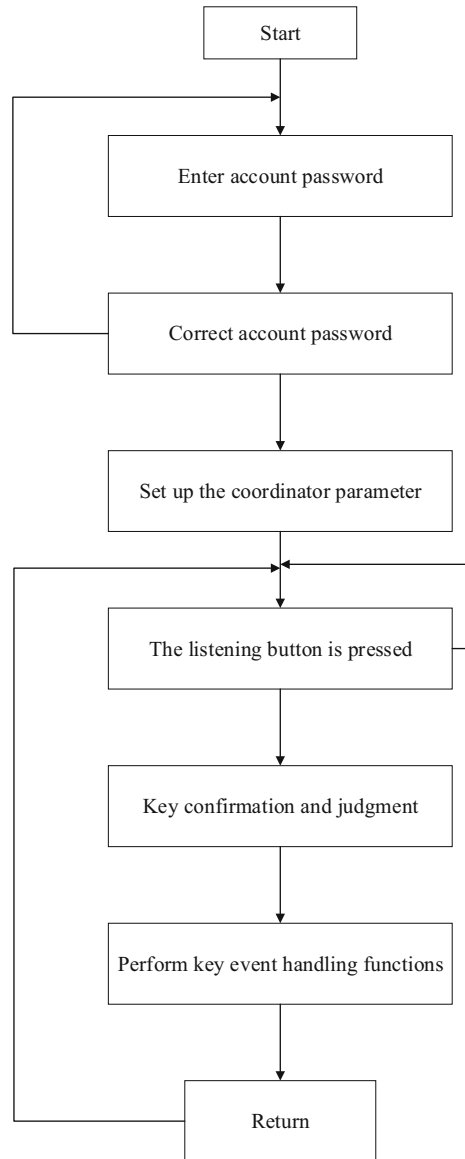 Start
Enter account password
Correct account password
Set up the coordinator parameter
The listening button is pressed
Key confirmation and judgment
Perform key event handling functions
Return